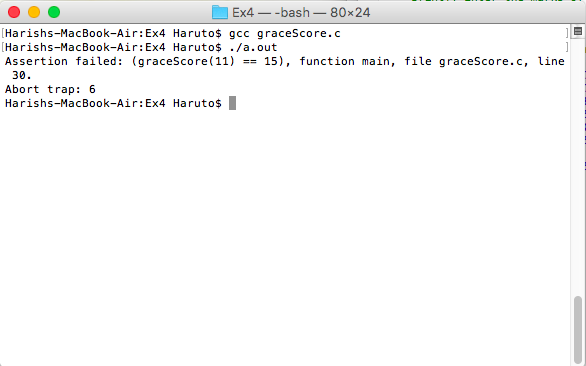 Ex4 — -bash — 80×24
[Harishs-MacBook-Air:Ex4 Haruto$ gcc graceScore.c ]
[Harishs-MacBook-Air:Ex4 Haruto$ ./a.out ]
Assertion failed: (graceScore(11) == 15), function main, file graceScore.c, line
 30.
Abort trap: 6
Harishs-MacBook-Air:Ex4 Haruto$